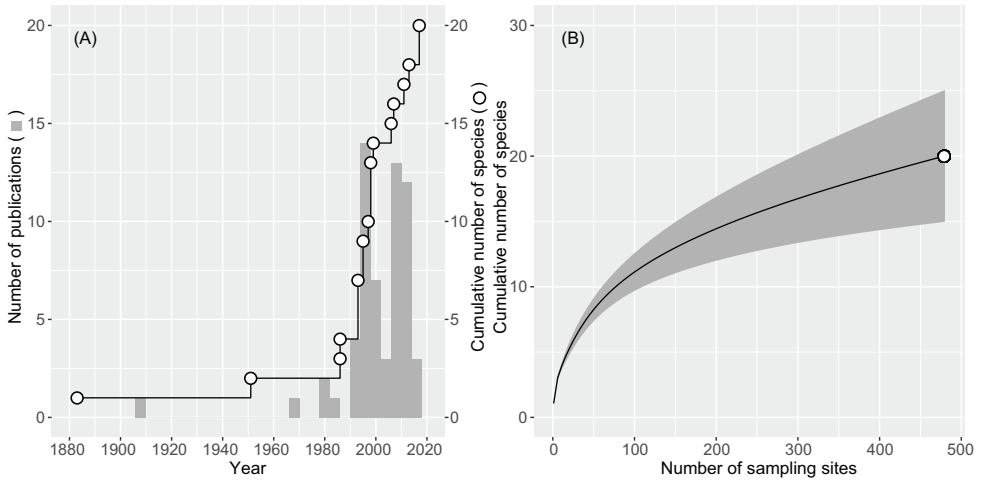 (A)
20
15
10
5
0
20
15
10
5
0
1880 1900 1920 1940 1960 1980 2000 2020
Year
Number of publications ( )
Cumulative number of species ( )
(B)
30
20
10
0
0 100 200 300 400 500
Number of sampling sites
Cumulative number of species